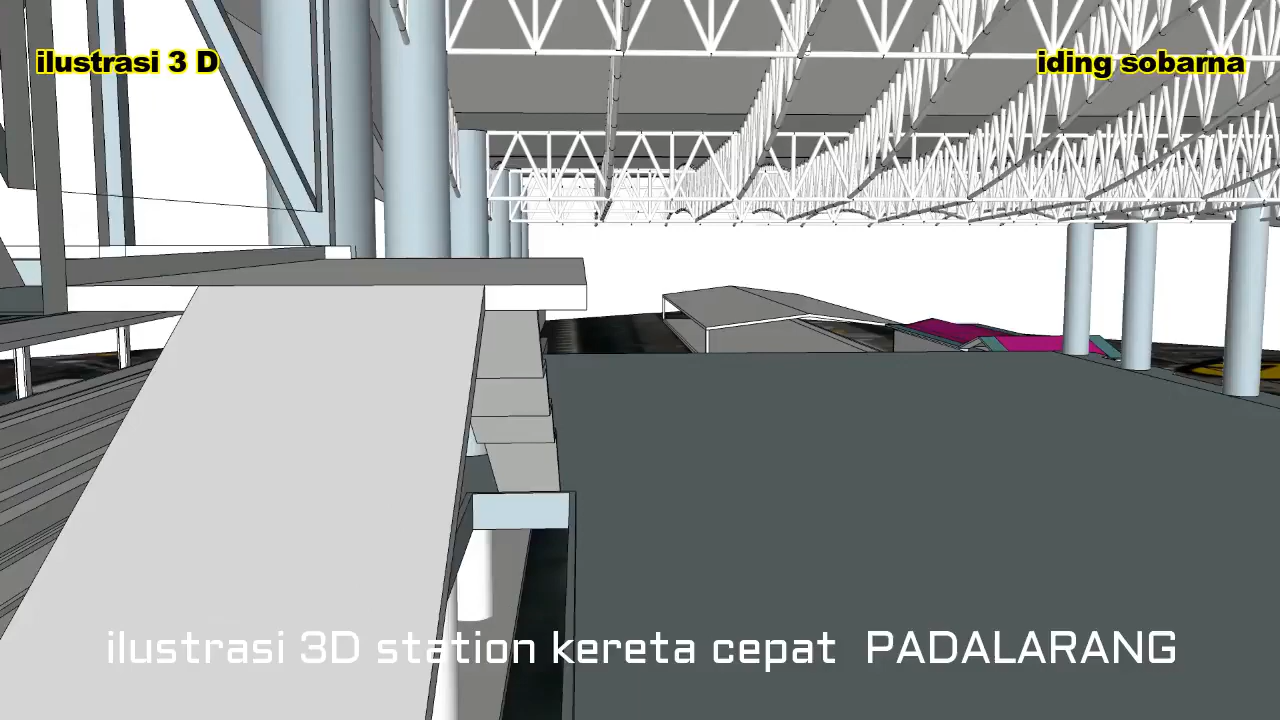 ilustrasi 3 D
iding sobarna
ilustrasi 3D station kereta cepat PADALARANG